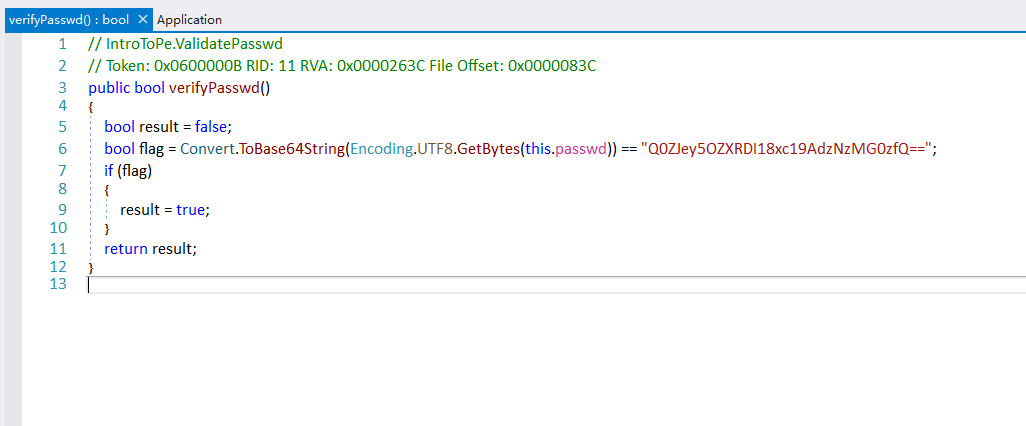 verifyPasswd() : bool × Application
1 // IntroToPe.ValidatePasswd
2 // Token: 0x0600000B RID: 11 RVA: 0x0000263C File Offset: 0x0000083C
3 public bool verifyPasswd()
4 {
5 bool result = false;
6 bool flag = Convert.ToBase64String(Encoding.UTF8.GetBytes(this.passwd)) == "Q0ZJey5OZXRDI18xc19AdzNzMG0zfQ==";
7 if (flag)
8 {
9 result = true;
10 }
11 return result;
12 }
13